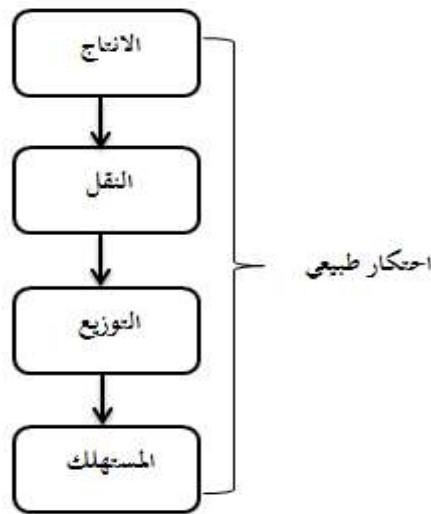 الانتاج
النقل
احتكار طبيعي
التوزيع
المستهلك